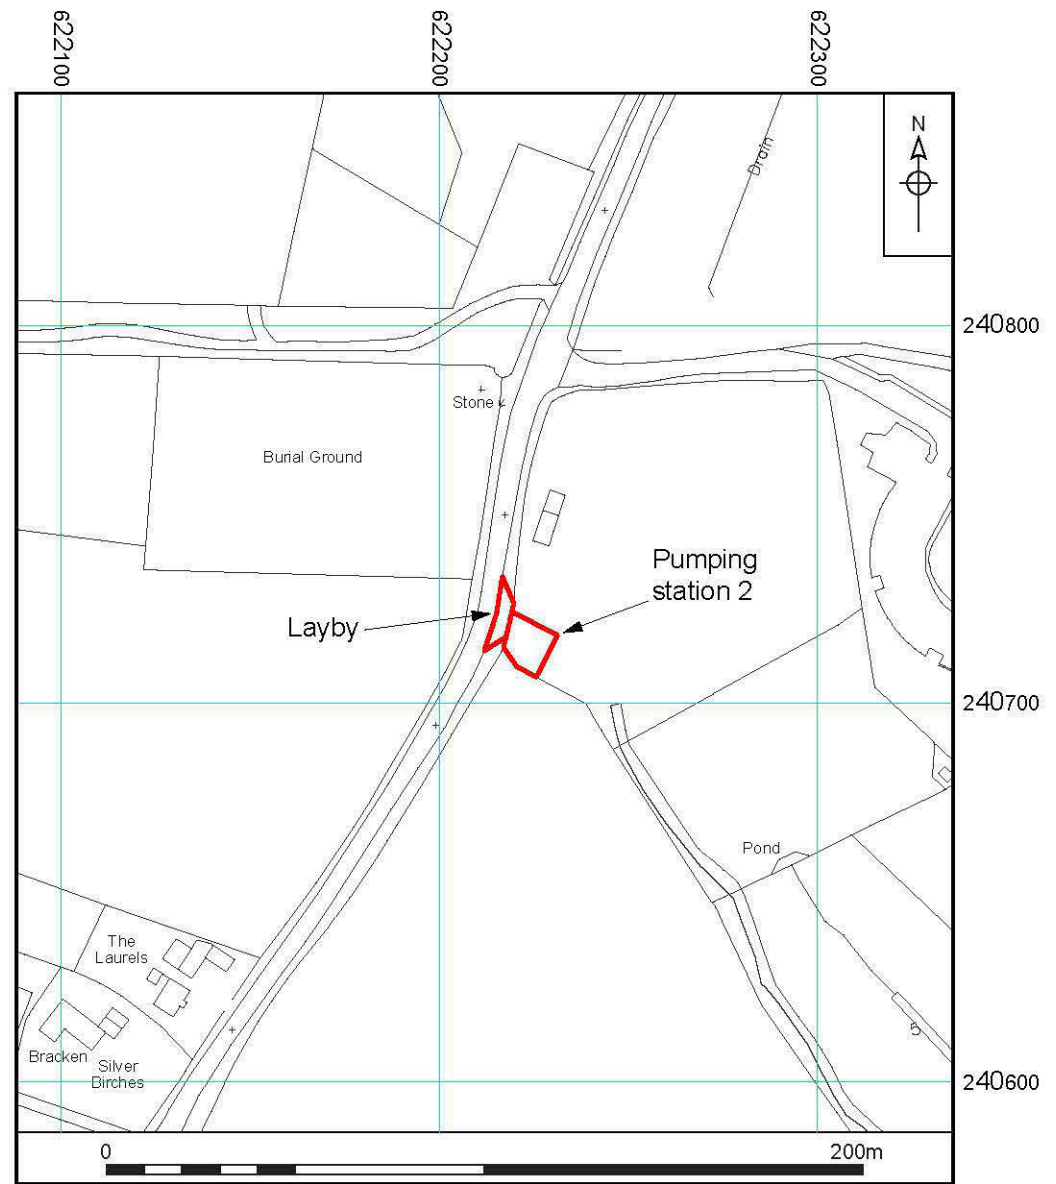 622100
622200
622300
N
Drain
240800
Stone
Burial Ground
Pumping
station 2
Layby
240700
Pond
The
Laurels
5
Bracken
Silver
Birches
240600
0
200m